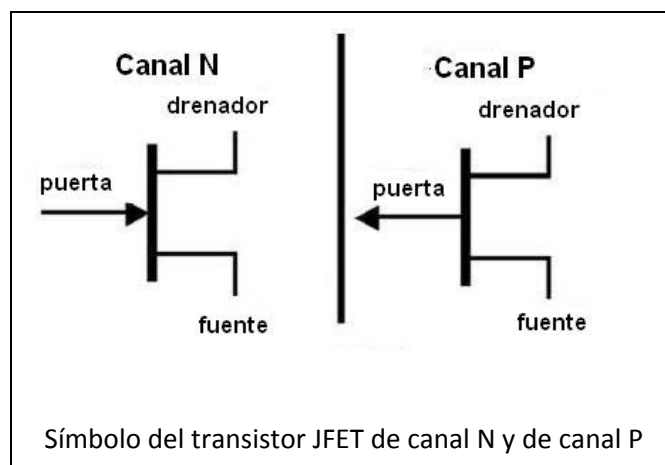 Canal N
drenador
puerta
fuente
Canal P
drenador
puerta
fuente
Símbolo del transistor JFET de canal N y de canal P